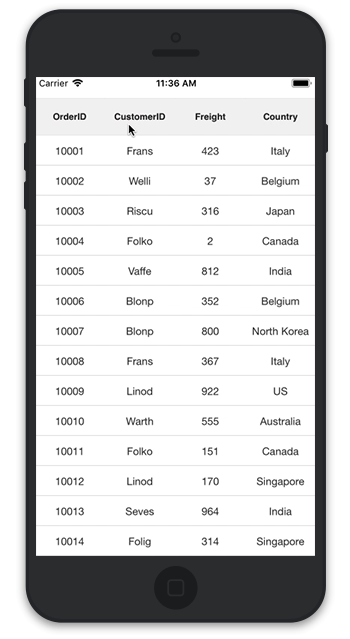 Carrier 11:36 AM
OrderID CustomerID Freight Country
10001 Frans 423 Italy
10002 Welli 37 Belgium
10003 Riscu 316 Japan
10004 Folko 2 Canada
10005 Vaffe 812 India
10006 Blonp 352 Belgium
10007 Blonp 800 North Korea
10008 Frans 367 Italy
10009 Linod 922 US
10010 Warth 555 Australia
10011 Folko 151 Canada
10012 Linod 170 Singapore
10013 Seves 964 India
10014 Folig 314 Singapore